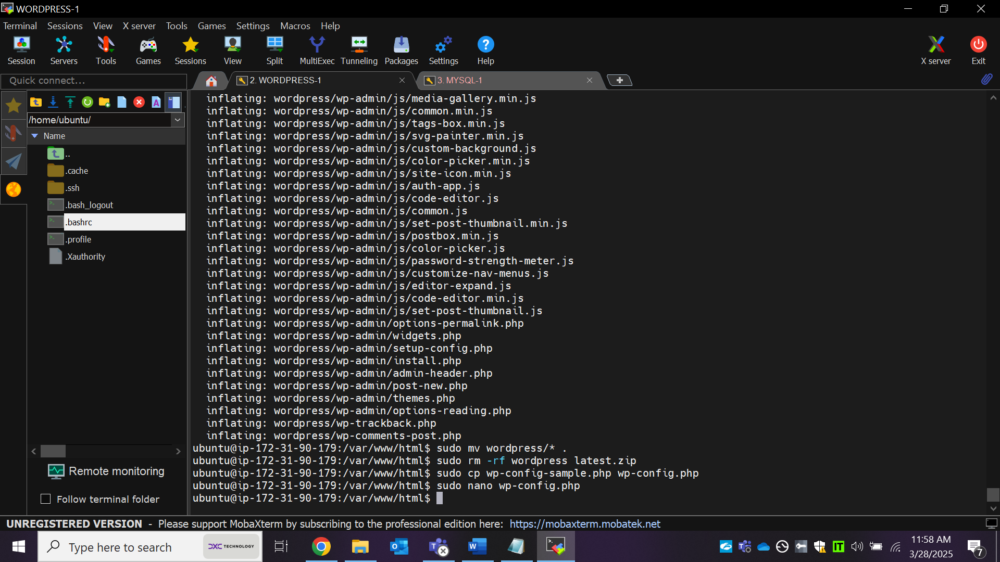 WORDPRESS-1
Terminal Sessions View X server Tools Games Settings Macros Help
Session Servers Tools Games Sessions View Split MultiExec Tunneling Packages Settings Help X server Exit
Quick connect...
2. WORDPRESS-1
3. MYSQL-1
/home/ubuntu/
Name
..
.cache
.ssh
.bash_logout
.bashrc
.profile
.Xauthority
Remote monitoring
Follow terminal folder
inflating: wordpress/wp-admin/js/media-gallery.min.js
inflating: wordpress/wp-admin/js/common.min.js
inflating: wordpress/wp-admin/js/tags-box.min.js
inflating: wordpress/wp-admin/js/svg-painter.min.js
inflating: wordpress/wp-admin/js/custom-background.js
inflating: wordpress/wp-admin/js/color-picker.min.js
inflating: wordpress/wp-admin/js/site-icon.min.js
inflating: wordpress/wp-admin/js/auth-app.js
inflating: wordpress/wp-admin/js/code-editor.js
inflating: wordpress/wp-admin/js/common.js
inflating: wordpress/wp-admin/js/set-post-thumbnail.min.js
inflating: wordpress/wp-admin/js/postbox.min.js
inflating: wordpress/wp-admin/js/color-picker.js
inflating: wordpress/wp-admin/js/password-strength-meter.js
inflating: wordpress/wp-admin/js/customize-nav-menus.js
inflating: wordpress/wp-admin/js/editor-expand.js
inflating: wordpress/wp-admin/js/code-editor.min.js
inflating: wordpress/wp-admin/js/set-post-thumbnail.js
inflating: wordpress/wp-admin/options-permalink.php
inflating: wordpress/wp-admin/widgets.php
inflating: wordpress/wp-admin/setup-config.php
inflating: wordpress/wp-admin/install.php
inflating: wordpress/wp-admin/admin-header.php
inflating: wordpress/wp-admin/post-new.php
inflating: wordpress/wp-admin/themes.php
inflating: wordpress/wp-admin/options-reading.php
inflating: wordpress/wp-trackback.php
inflating: wordpress/wp-comments-post.php
ubuntu@ip-172-31-90-179:/var/www/html$ sudo mv wordpress/* .
ubuntu@ip-172-31-90-179:/var/www/html$ sudo rm -rf wordpress latest.zip
ubuntu@ip-172-31-90-179:/var/www/html$ sudo cp wp-config-sample.php wp-config.php
ubuntu@ip-172-31-90-179:/var/www/html$ sudo nano wp-config.php
ubuntu@ip-172-31-90-179:/var/www/html$
UNREGISTERED VERSION - Please support MobaXterm by subscribing to the professional edition here: https://mobaxterm.mobatek.net
Type here to search
DXC TECHNOLOGY
11:58 AM
3/28/2025
7